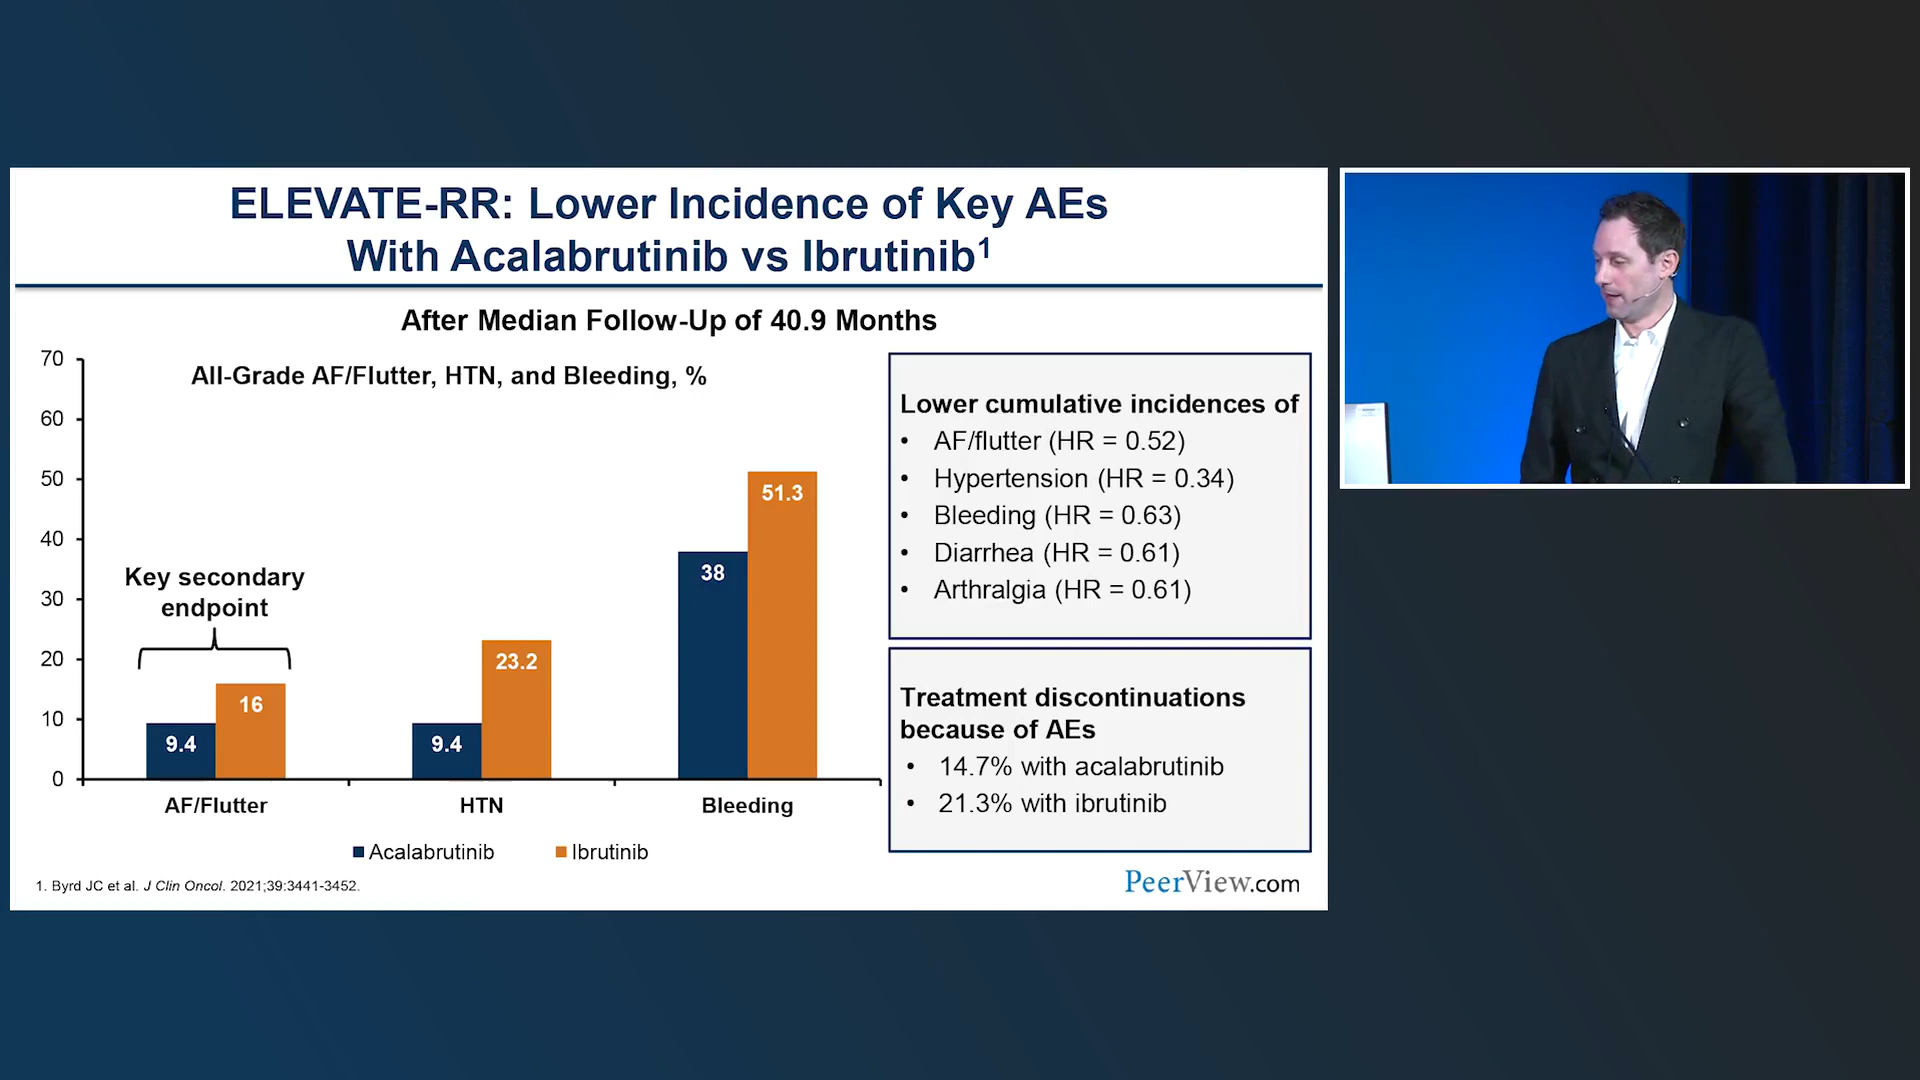 ELEVATE-RR: Lower Incidence of Key AEs
With Acalabrutinib vs Ibrutinib1
After Median Follow-Up of 40.9 Months
All-Grade AF/Flutter, HTN, and Bleeding, %
70
60
50
40
30
20
10
0
Key secondary
endpoint
9.4
16
9.4
23.2
38
51.3
AF/Flutter
HTN
Bleeding
Acalabrutinib
Ibrutinib
Lower cumulative incidences of
• AF/flutter (HR = 0.52)
• Hypertension (HR = 0.34)
• Bleeding (HR = 0.63)
• Diarrhea (HR = 0.61)
• Arthralgia (HR = 0.61)
Treatment discontinuations
because of AEs
• 14.7% with acalabrutinib
• 21.3% with ibrutinib
1. Byrd JC et al. J Clin Oncol. 2021;39:3441-3452.
PeerView.com